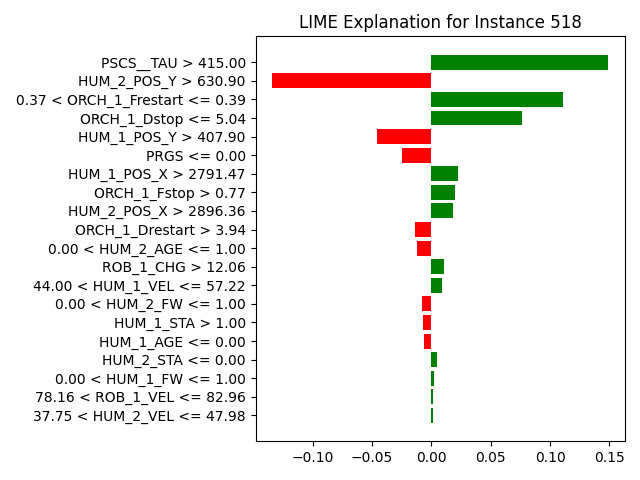 LIME Explanation for Instance 518
PSCS__TAU > 415.00
HUM_2_POS_Y > 630.90
0.37 < ORCH_1_Frestart <= 0.39
ORCH_1_Dstop <= 5.04
HUM_1_POS_Y > 407.90
PRGS <= 0.00
HUM_1_POS_X > 2791.47
ORCH_1_Fstop > 0.77
HUM_2_POS_X > 2896.36
ORCH_1_Drestart > 3.94
0.00 < HUM_2_AGE <= 1.00
ROB_1_CHG > 12.06
44.00 < HUM_1_VEL <= 57.22
0.00 < HUM_2_FW <= 1.00
HUM_1_STA > 1.00
HUM_1_AGE <= 0.00
HUM_2_STA <= 0.00
0.00 < HUM_1_FW <= 1.00
78.16 < ROB_1_VEL <= 82.96
37.75 < HUM_2_VEL <= 47.98
−0.10 −0.05 0.00 0.05 0.10 0.15